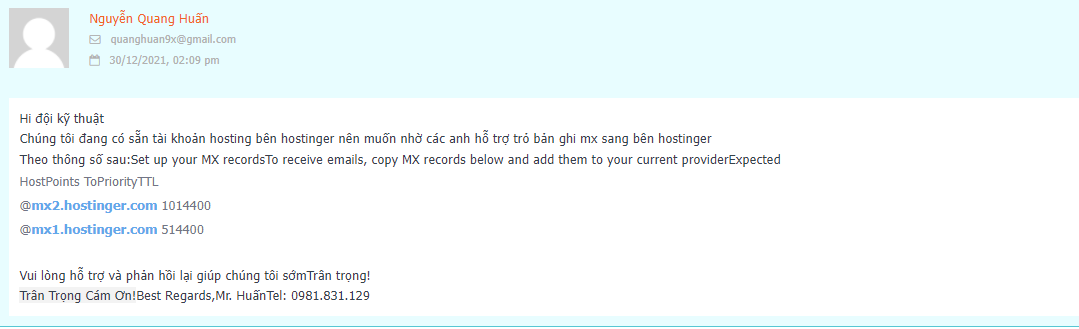 Nguyễn Quang Huấn
quanghuan9x@gmail.com
30/12/2021, 02:09 pm
Hi đội kỹ thuật
Chúng tôi đang có sẵn tài khoản hosting bên hostinger nên muốn nhờ các anh hỗ trợ trỏ bản ghi mx sang bên hostinger
Theo thông số sau:Set up your MX recordsTo receive emails, copy MX records below and add them to your current providerExpected
HostPoints ToPriorityTTL
@mx2.hostinger.com 1014400
@mx1.hostinger.com 514400
Vui lòng hỗ trợ và phản hồi lại giúp chúng tôi sớmTrân trọng!
Trân Trọng Cám Ơn!Best Regards,Mr. HuấnTel: 0981.831.129